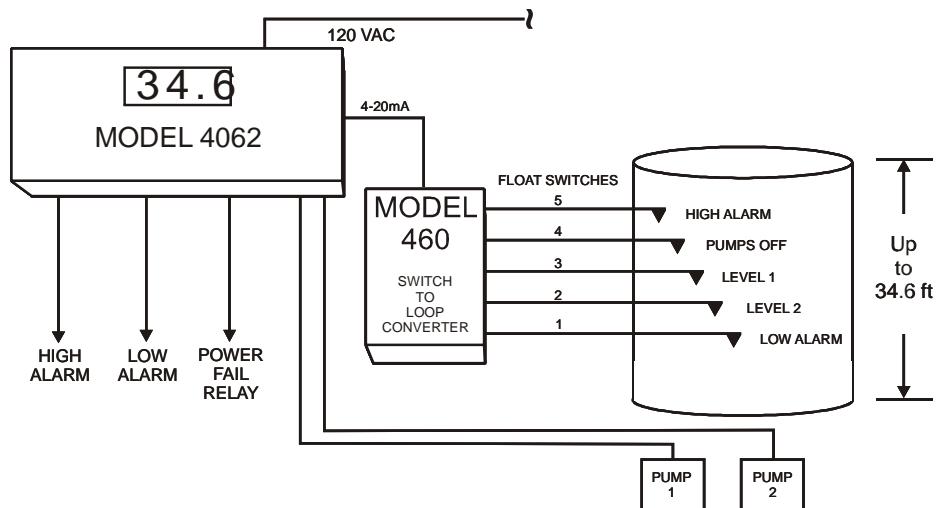 120 VAC
34.6
MODEL 4062
4-20mA
MODEL
460
SWITCH
TO
LOOP
CONVERTER
FLOAT SWITCHES
5
HIGH ALARM
4
PUMPS OFF
3
LEVEL 1
2
LEVEL 2
1
LOW ALARM
Up
to
34.6 ft
HIGH
ALARM
LOW
ALARM
POWER
FAIL
RELAY
PUMP
1
PUMP
2